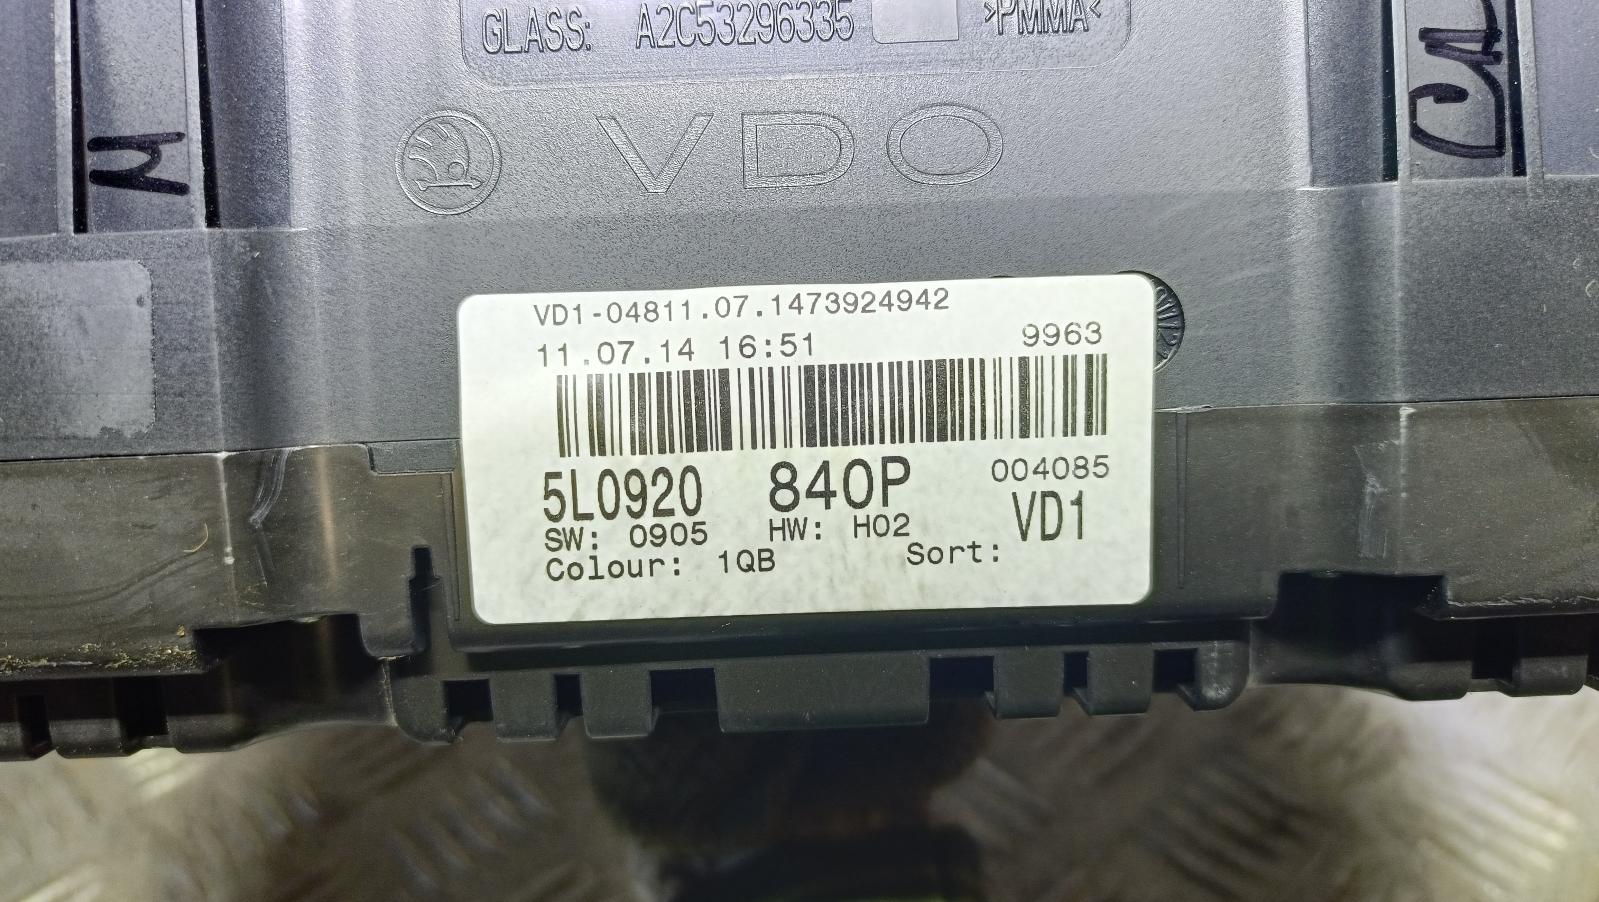 GLASS: A2C53296335 >PMMA<
VDO
VD1-04811.07.1473924942
11.07.14 16:51 9963
5L0920 840P 004085
SW: 0905 HW: H02 VD1
Colour: 1QB Sort: